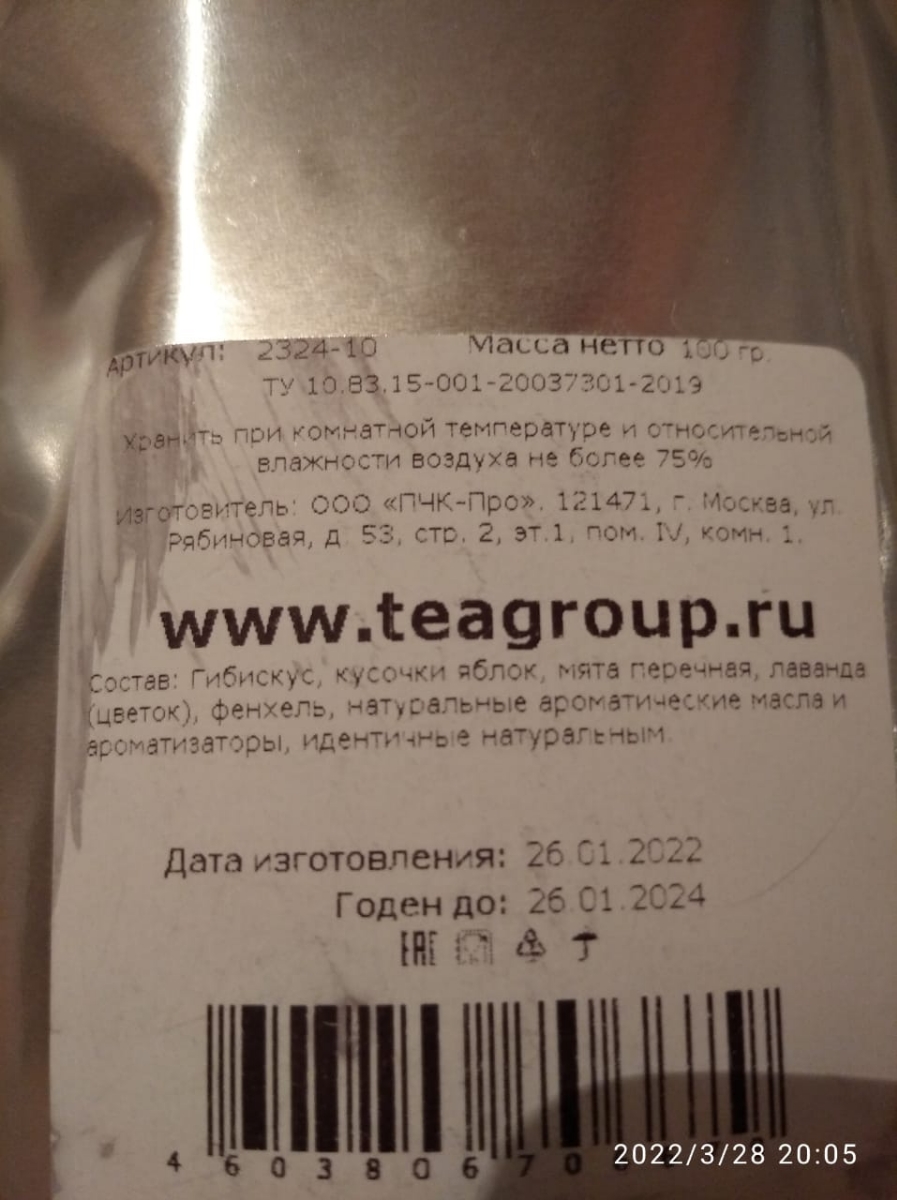 Артикул: 2324-10 Масса нетто 100 гр.
ТУ 10.83.15-001-20037301-2019
Хранить при комнатной температуре и относительной
влажности воздуха не более 75%
Изготовитель: ООО «ПЧК-Про». 121471, г. Москва, ул.
Рябиновая, д. 53, стр. 2, эт.1, пом. IV, комн. 1.
www.teagroup.ru
Состав: Гибискус, кусочки яблок, мята перечная, лаванда
(цветок), фенхель, натуральные ароматические масла и
ароматизаторы, идентичные натуральным.
Дата изготовления: 26.01.2022
Годен до: 26.01.2024
EAC
4 603806 70
2022/3/28 20:05